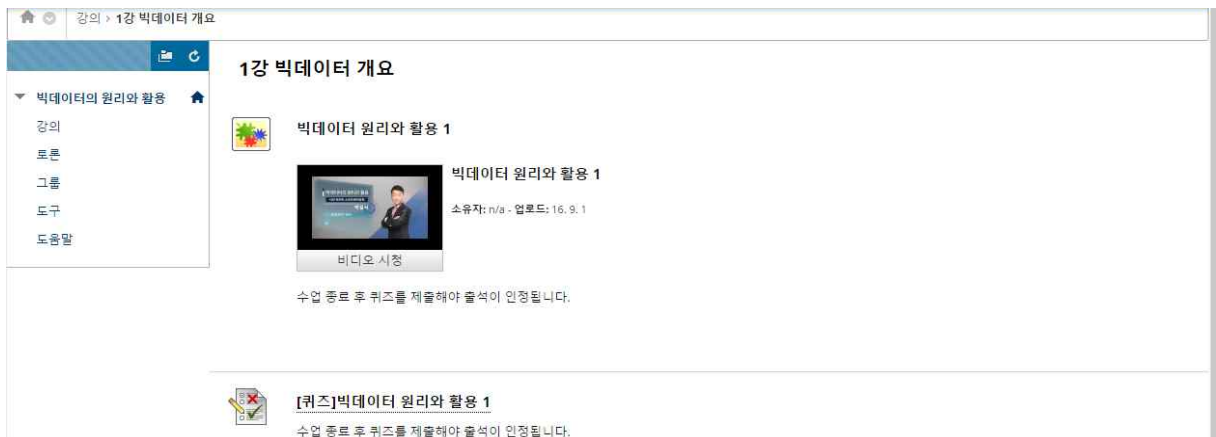 강의 > 1강 빅데이터 개요
빅데이터의 원리와 활용
강의
토론
그룹
도구
도움말
1강 빅데이터 개요
빅데이터 원리와 활용 1
빅데이터 원리와 활용 1
소유자: n/a - 업로드: 16. 9. 1
비디오 시청
수업 종료 후 퀴즈를 제출해야 출석이 인정됩니다.
[퀴즈]빅데이터 원리와 활용 1
수업 종료 후 퀴즈를 제출해야 출석이 인정됩니다.